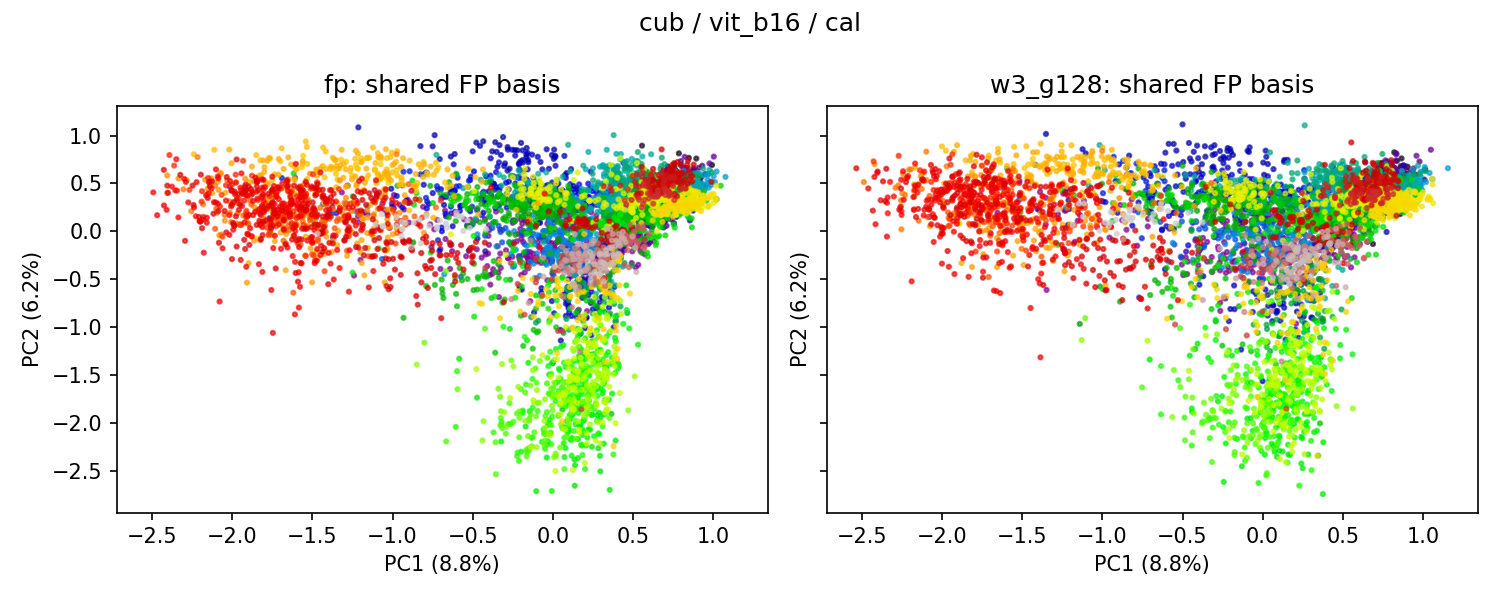 cub / vit_b16 / cal
fp: shared FP basis
w3_g128: shared FP basis
1.0
0.5
0.0
−0.5
−1.0
−1.5
−2.0
−2.5
PC2 (6.2%)
PC2 (6.2%)
−2.5 −2.0 −1.5 −1.0 −0.5 0.0 0.5 1.0
−2.5 −2.0 −1.5 −1.0 −0.5 0.0 0.5 1.0
PC1 (8.8%)
PC1 (8.8%)